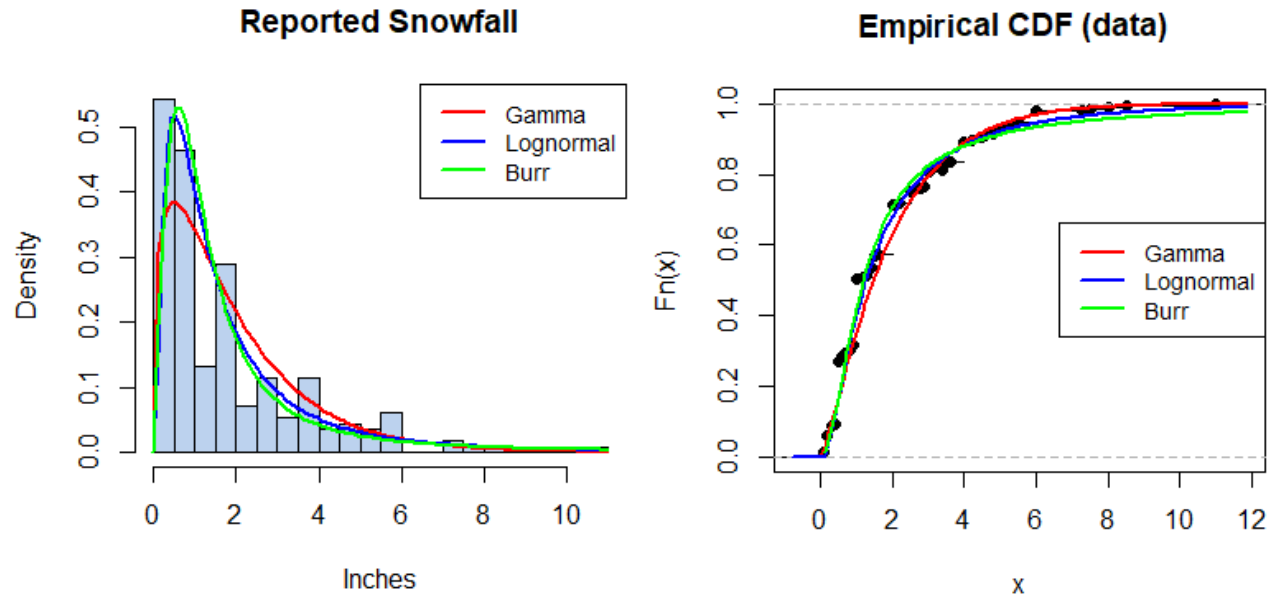 Reported Snowfall
Density
0.0 0.1 0.2 0.3 0.4 0.5
Gamma
Lognormal
Burr
0 2 4 6 8 10
Inches
Empirical CDF (data)
Fn(x)
0.0 0.2 0.4 0.6 0.8 1.0
Gamma
Lognormal
Burr
0 2 4 6 8 10 12
x